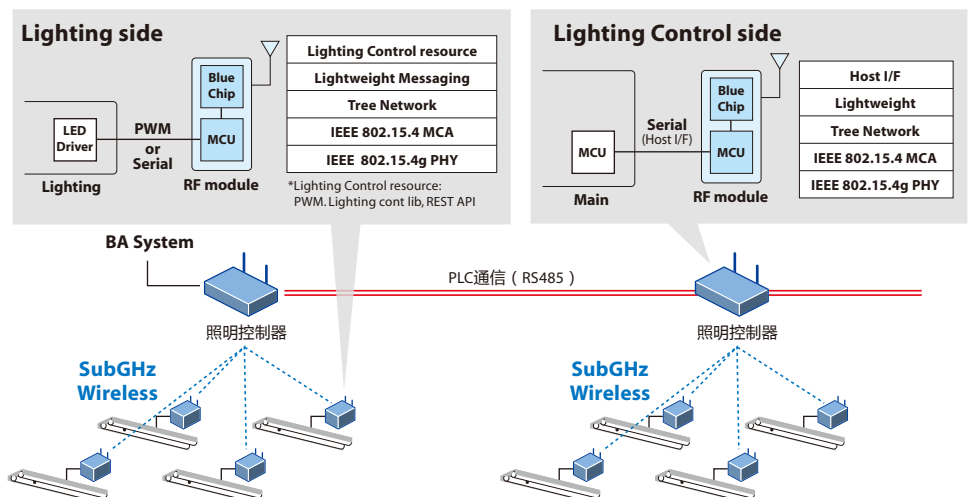 Lighting side
Blue
Chip
MCU
RF module
LED
Driver
Lighting
PWM
or
Serial
Lighting Control resource
Lightweight Messaging
Tree Network
IEEE 802.15.4 MCA
IEEE 802.15.4g PHY
*Lighting Control resource:
PWM. Lighting cont lib, REST API
Lighting Control side
MCU
Main
Serial
(Host I/F)
Blue
Chip
MCU
RF module
Host I/F
Lightweight
Tree Network
IEEE 802.15.4 MCA
IEEE 802.15.4g PHY
BA System
PLC通信（RS485）
照明控制器
照明控制器
SubGHz
Wireless
SubGHz
Wireless